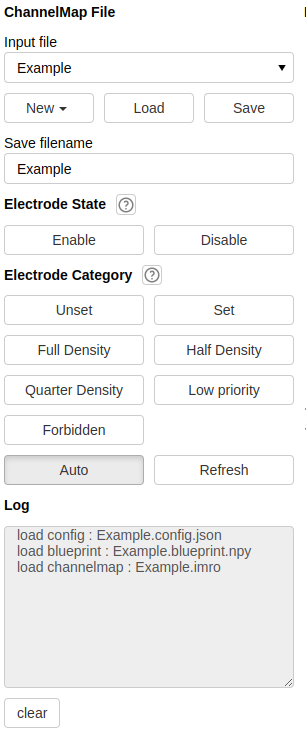 ChannelMap File
Input file
Example
New Load Save
Save filename
Example
Electrode State ?
Enable Disable
Electrode Category ?
Unset Set
Full Density Half Density
Quarter Density Low priority
Forbidden
Auto Refresh
Log
load config : Example.config.json
load blueprint : Example.blueprint.npy
load channelmap : Example.imro
clear